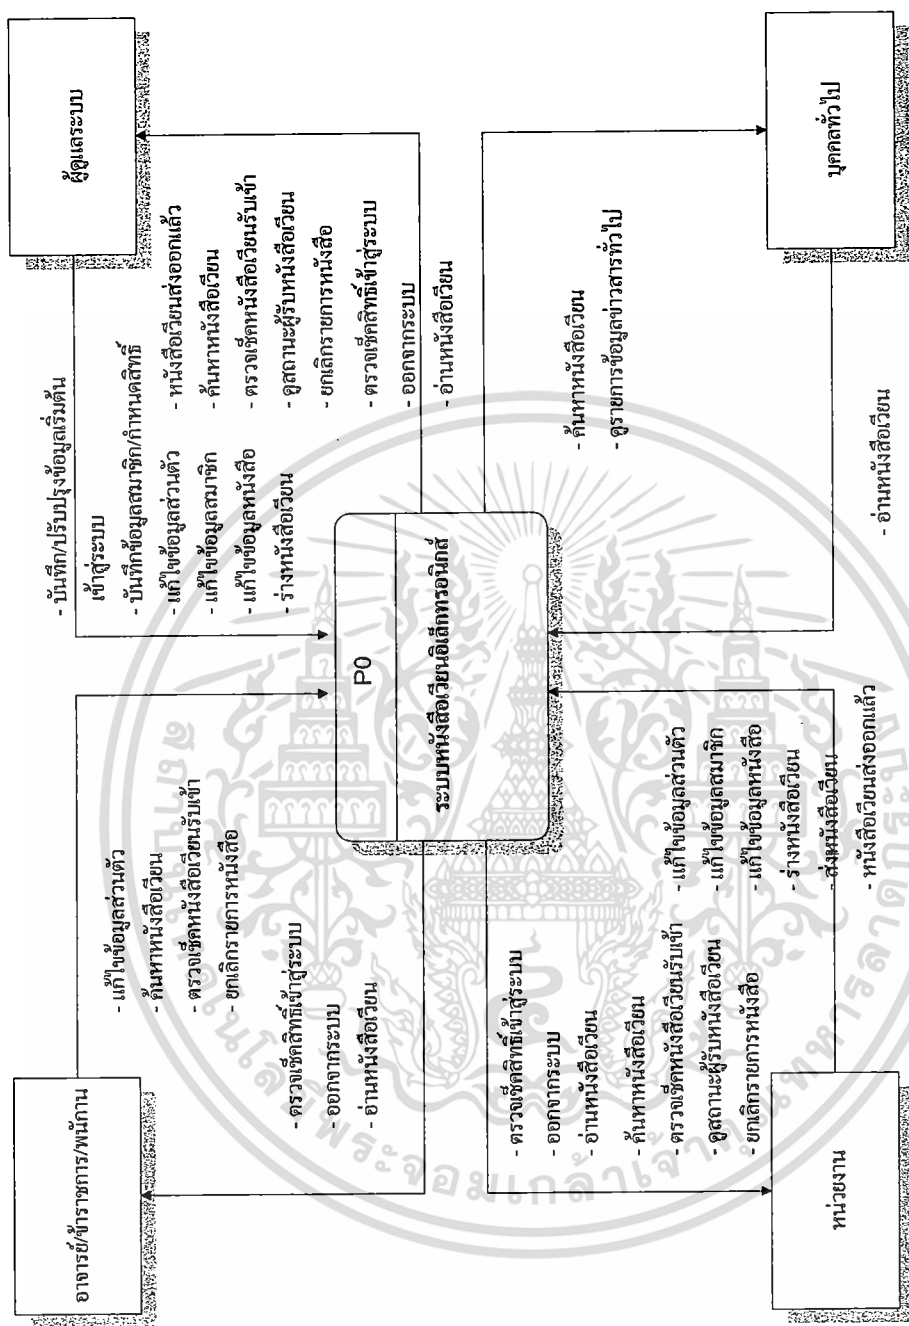 อาจารย์/ข้าราชการ/พนักาน
- แก้ไขข้อมูลส่วนตัว
- ค้นหาหนังสือเวียน
- ตรวจเช็คหนังสือเวียนรับเข้า
- ยกเลิกรายการหนังสือ
- ตรวจเช็คสิทธิ์เข้าสู่ระบบ
- ออกจากระบบ
- อ่านหนังสือเวียน
ผู้ดูแลระบบ
- บันทึก/ปรับปรุงข้อมูลเริ่มต้น
เข้าสู่ระบบ
- บันทึกข้อมูลสมาชิก/กำหนดสิทธิ์
- แก้ไขข้อมูลส่วนตัว
- แก้ไขข้อมูลสมาชิก
- แก้ไขข้อมูลหนังสือ
- ร่างหนังสือเวียน
- หนังสือเวียนส่งออกแล้ว
- ค้นหาหนังสือเวียน
- ตรวจเช็คหนังสือเวียนรับเข้า
- ดูสถานะผู้รับหนังสือเวียน
- ยกเลิกรายการหนังสือ
- ตรวจเช็คสิทธิ์เข้าสู่ระบบ
- ออกจากระบบ
- อ่านหนังสือเวียน
P0
ระบบหนังสือเวียนอิเล็กทรอนิกส์
หน่วยงาน
- ตรวจเช็คสิทธิ์เข้าสู่ระบบ
- ออกจากระบบ
- อ่านหนังสือเวียน
- ค้นหาหนังสือเวียน
- ตรวจเช็คหนังสือเวียนรับเข้า
- ดูสถานะผู้รับหนังสือเวียน
- ยกเลิกรายการหนังสือ
- แก้ไขข้อมูลส่วนตัว
- แก้ไขข้อมูลสมาชิก
- แก้ไขข้อมูลหนังสือ
- ร่างหนังสือเวียน
- ส่งหนังสือเวียน
- หนังสือเวียนส่งออกแล้ว
บุคคลทั่วไป
- ค้นหาหนังสือเวียน
- ดูรายการข้อมูลข่าวสารทั่วไป
- อ่านหนังสือเวียน